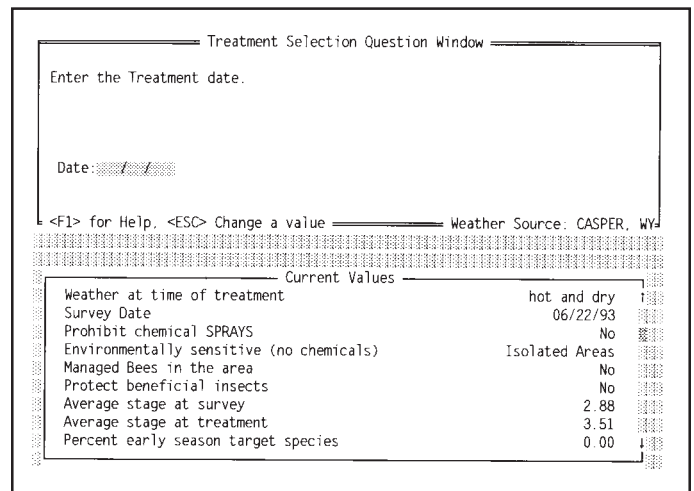 Treatment Selection Question Window
Enter the Treatment date.
Date: / /
<F1> for Help, <ESC> Change a value Weather Source: CASPER, WY
Current Values
Weather at time of treatment hot and dry
Survey Date 06/22/93
Prohibit chemical SPRAYS No
Environmentally sensitive (no chemicals) Isolated Areas
Managed Bees in the area No
Protect beneficial insects No
Average stage at survey 2.88
Average stage at treatment 3.51
Percent early season target species 0.00